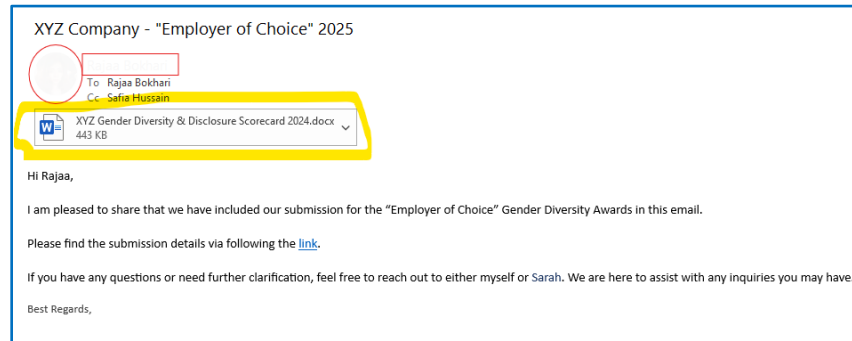 XYZ Company - "Employer of Choice" 2025
To Rajaa Bokhari
Cc Safia Hussain
XYZ Gender Diversity & Disclosure Scorecard 2024.docx
443 KB
Hi Rajaa,
I am pleased to share that we have included our submission for the “Employer of Choice” Gender Diversity Awards in this email.
Please find the submission details via following the link.
If you have any questions or need further clarification, feel free to reach out to either myself or Sarah. We are here to assist with any inquiries you may have.
Best Regards,